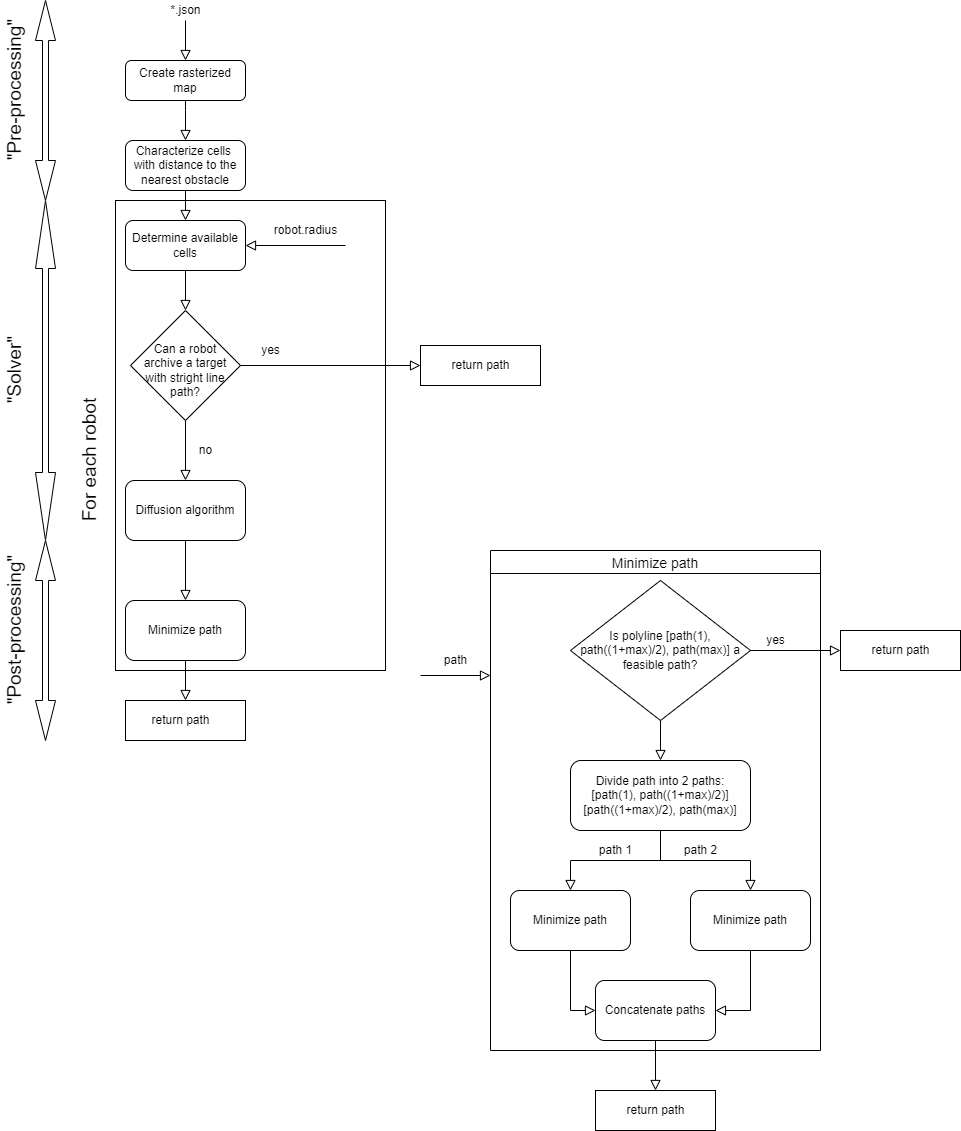 *.json
"Pre-processing"
Create rasterized
map
Characterize cells
with distance to the
nearest obstacle
Determine available
cells
robot.radius
"Solver"
Can a robot
archive a target
with stright line
path?
yes
return path
no
For each robot
Diffusion algorithm
"Post-processing"
Minimize path
return path
Minimize path
path
Is polyline [path(1),
path((1+max)/2), path(max)] a
feasible path?
yes
return path
Divide path into 2 paths:
[path(1), path((1+max)/2)]
[path((1+max)/2), path(max)]
path 1
path 2
Minimize path
Minimize path
Concatenate paths
return path